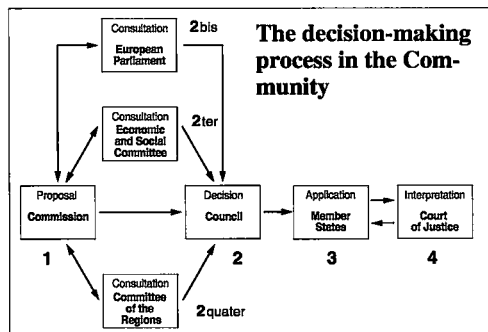 The decision-making
process in the Com-
munity
Consultation
European
Parliament
2bis
Consultation
Economic
and Social
Committee
2ter
Proposal
Commission
1
Decision
Council
2
Application
Member
States
3
Interpretation
Court
of Justice
4
Consultation
Committee
of the
Regions
2quater